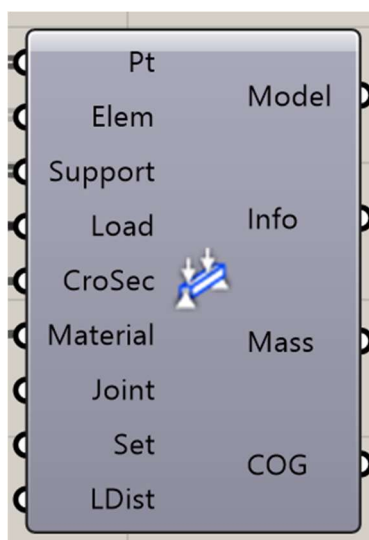 Pt
Elem
Support
Load
CroSec
Material
Joint
Set
LDist
Model
Info
Mass
COG